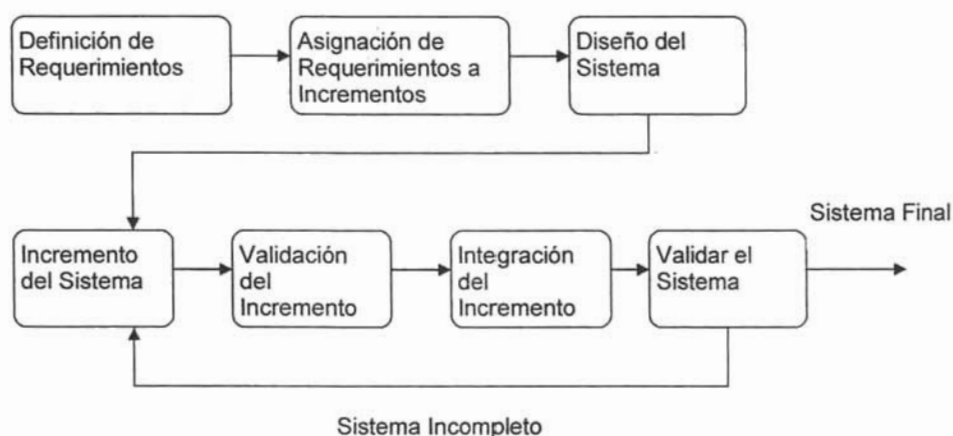 Definición de
Requerimientos
Asignación de
Requerimientos a
Incrementos
Diseño del
Sistema
Sistema Final
Incremento
del Sistema
Validación
del
Incremento
Integración
del
Incremento
Validar el
Sistema
Sistema Incompleto